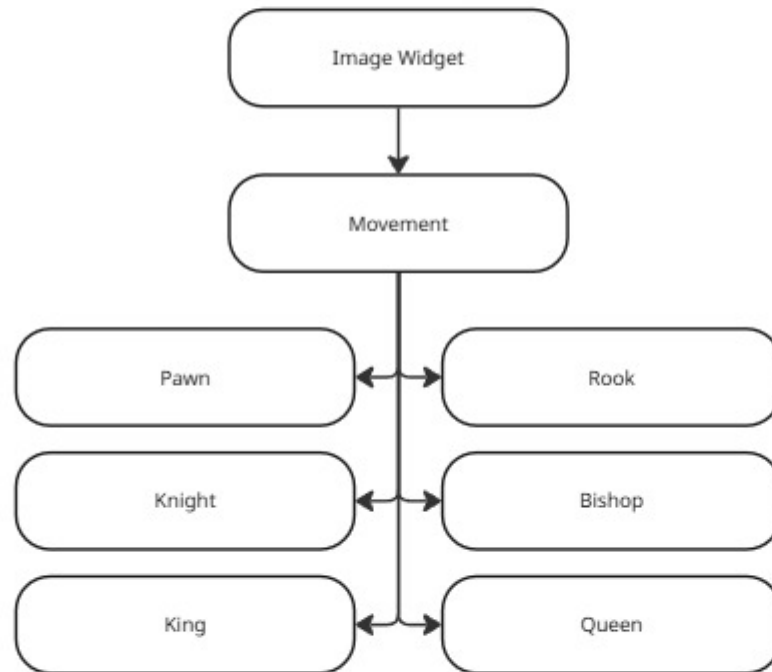 Image Widget
Movement
Pawn
Rook
Knight
Bishop
King
Queen